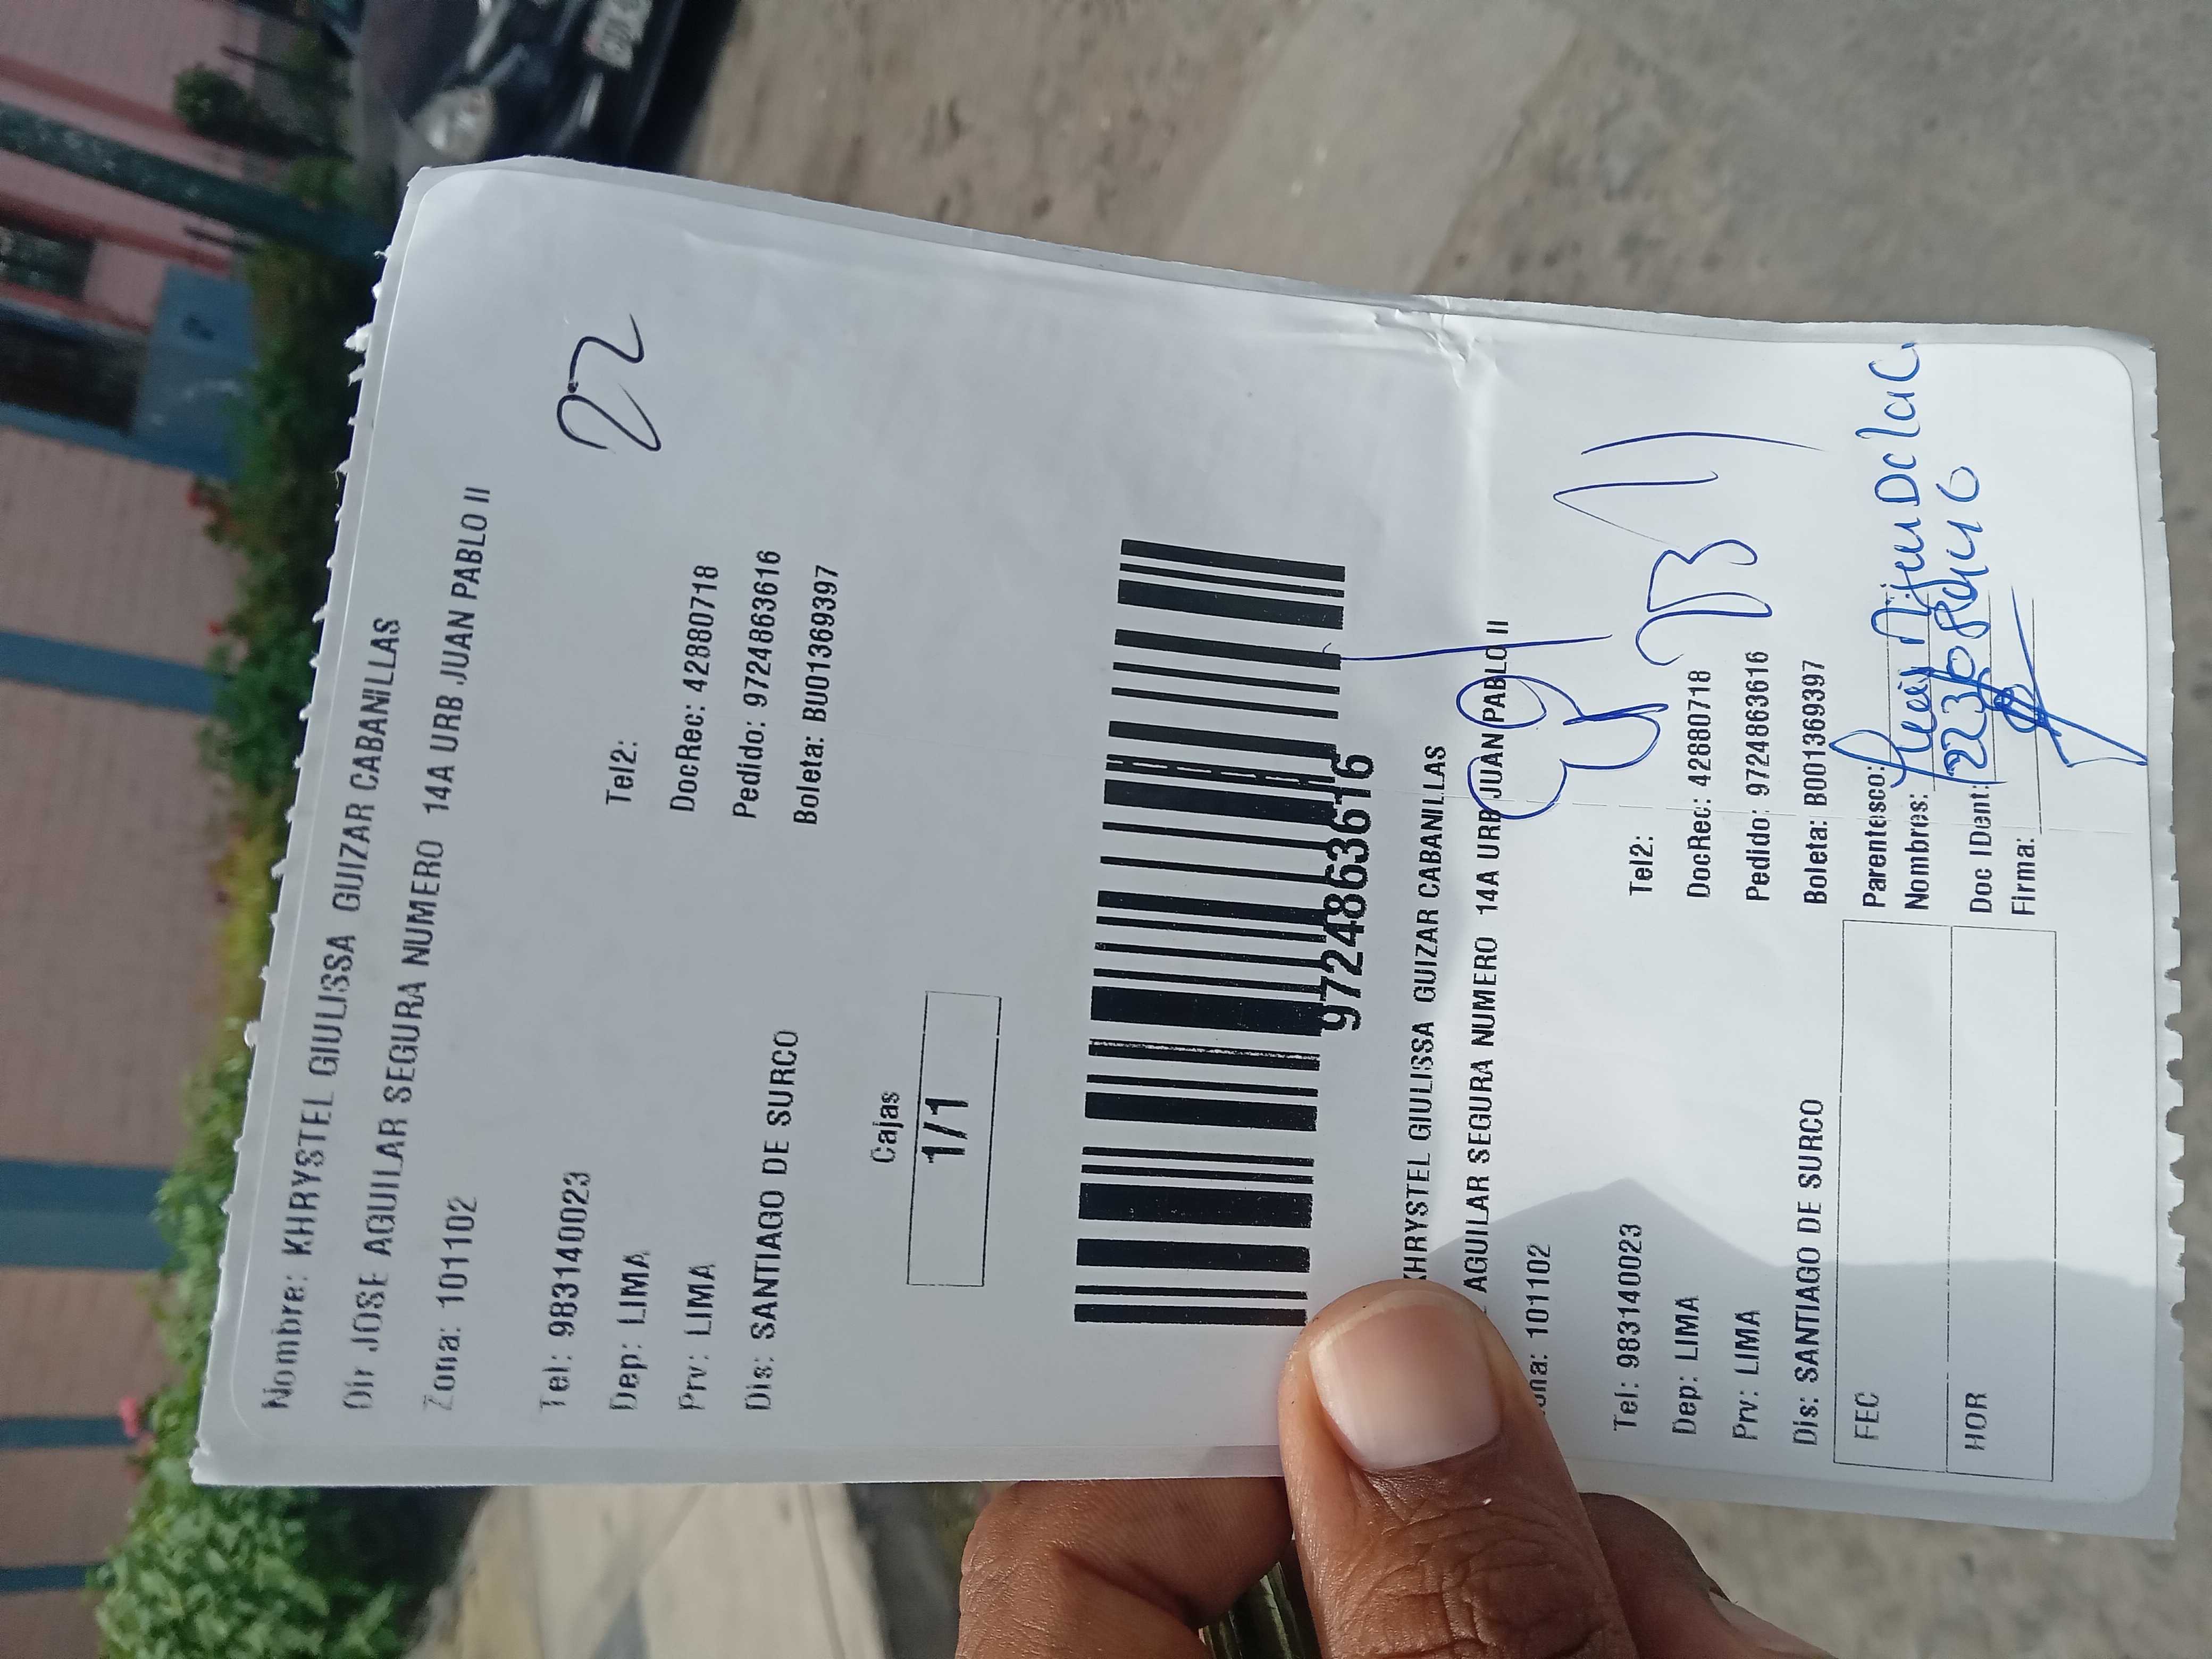 Nombre: KHRYSTEL GIULISSA GUIZAR CABANILLAS
Dir JOSE AGUILAR SEGURA NUMERO 14A URB JUAN PABLO II
Zona: 101102
22
Tel: 983140023 Tel2:
Dep: LIMA DocRec: 42880718
Prv: LIMA Pedido: 9724863616
Dis: SANTIAGO DE SURCO Boleta: BU01369397
Cajas
1/1
9724863616
KHRYSTEL GIULISSA GUIZAR CABANILLAS
AGUILAR SEGURA NUMERO 14A URB JUAN PABLO II
ona: 101102
Tel: 983140023 Tel2:
Dep: LIMA DocRec: 42880718
Prv: LIMA Pedido: 9724863616
Dis: SANTIAGO DE SURCO Boleta: B001369397
FEC
HOR
Parentesco:
Nombres:
Doc IDent:
Firma: